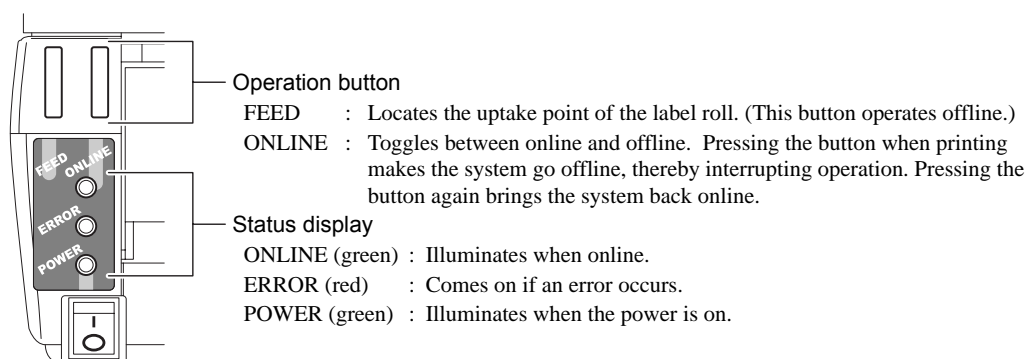 Operation button
FEED : Locates the uptake point of the label roll. (This button operates offline.)
ONLINE : Toggles between online and offline. Pressing the button when printing
makes the system go offline, thereby interrupting operation. Pressing the
button again brings the system back online.
FEED
ONLINE
ERROR
POWER
Status display
ONLINE (green) : Illuminates when online.
ERROR (red) : Comes on if an error occurs.
POWER (green) : Illuminates when the power is on.